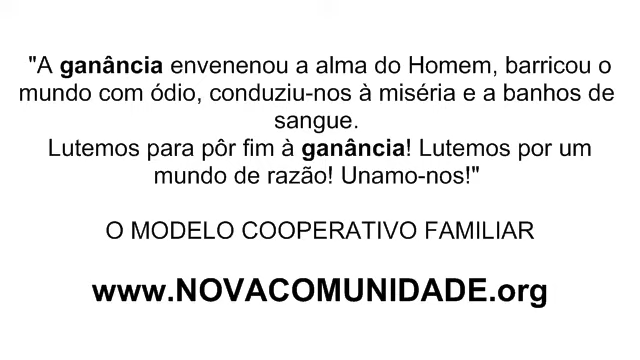 "A ganância envenenou a alma do Homem, barricou o
mundo com ódio, conduziu-nos à miséria e a banhos de
sangue.
Lutemos para pôr fim à ganância! Lutemos por um
mundo de razão! Unamo-nos!"
O MODELO COOPERATIVO FAMILIAR
www.NOVACOMUNIDADE.org